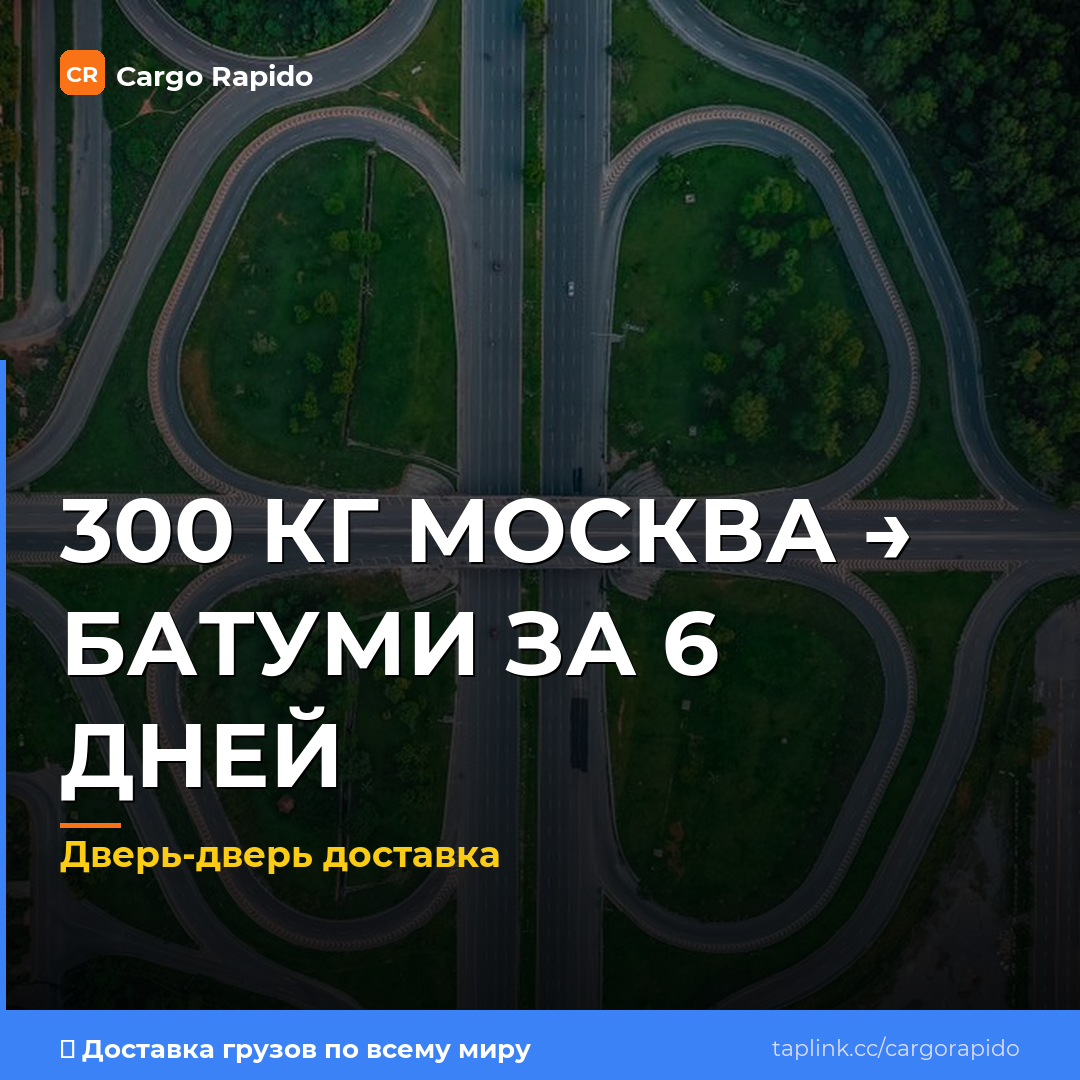 CR Cargo Rapido
300 КГ МОСКВА →
БАТУМИ ЗА 6
ДНЕЙ
Дверь-дверь доставка
Доставка грузов по всему миру
taplink.cc/cargorapido